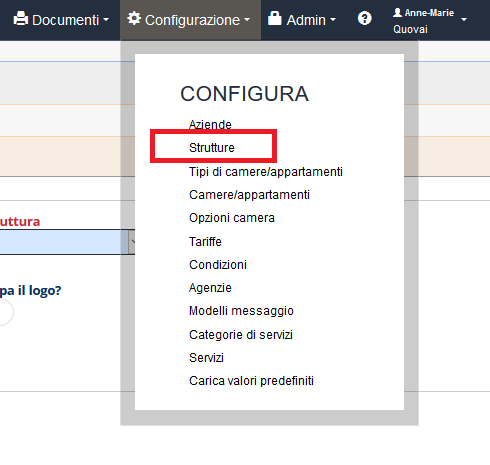 Documenti
Configurazione
Admin
Anne-Marie
Quovai
CONFIGURA
Aziende
Strutture
Tipi di camere/appartamenti
Camere/appartamenti
Opzioni camera
Tariffe
Condizioni
Agenzie
Modelli messaggio
Categorie di servizi
Servizi
Carica valori predefiniti
ruttura
pa il logo?